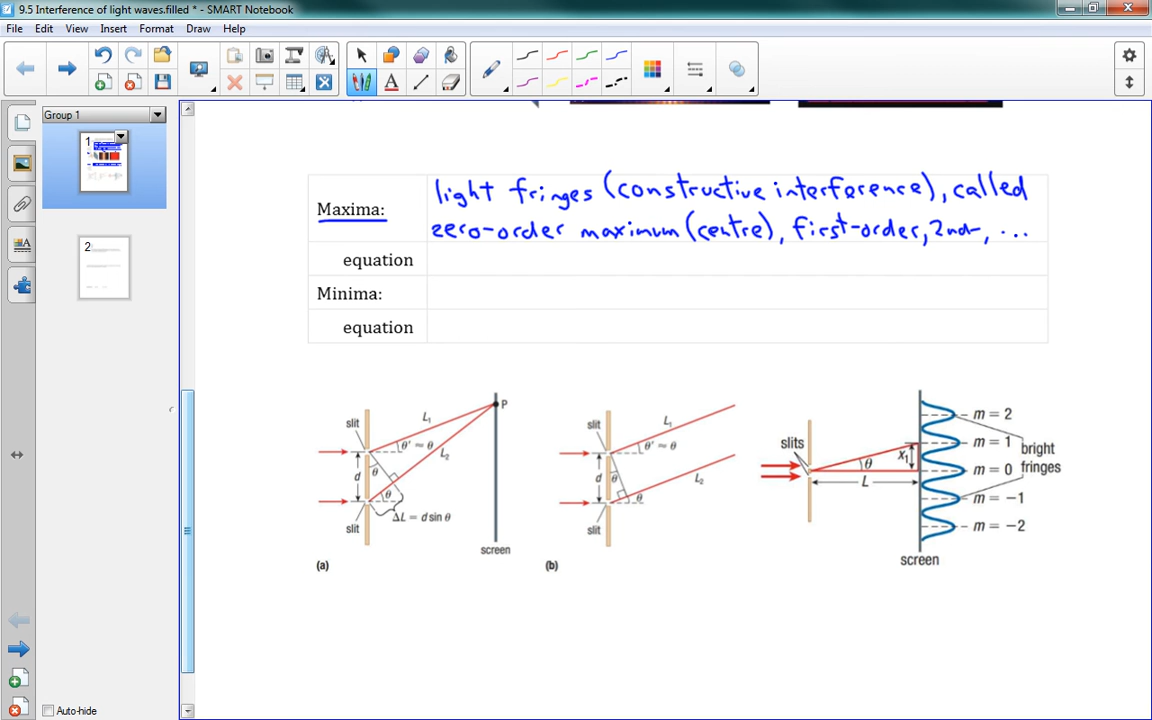 9.5 Interference of light waves.filled * - SMART Notebook
File Edit View Insert Format Draw Help
Group 1
1
2
Maxima:
light fringes (constructive interference), called
zero-order maximum (centre), first-order, 2nd-, ...
equation
Minima:
equation
slit
L₁
P
θ' ≈ θ
L₂
d
θ
θ
slit
ΔL = d sin θ
screen
(a)
slit
L₁
θ' ≈ θ
d
θ
L₂
θ
slit
(b)
slits
θ
x₁
L
m = 2
m = 1
m = 0
m = −1
m = −2
bright
fringes
screen
Auto-hide